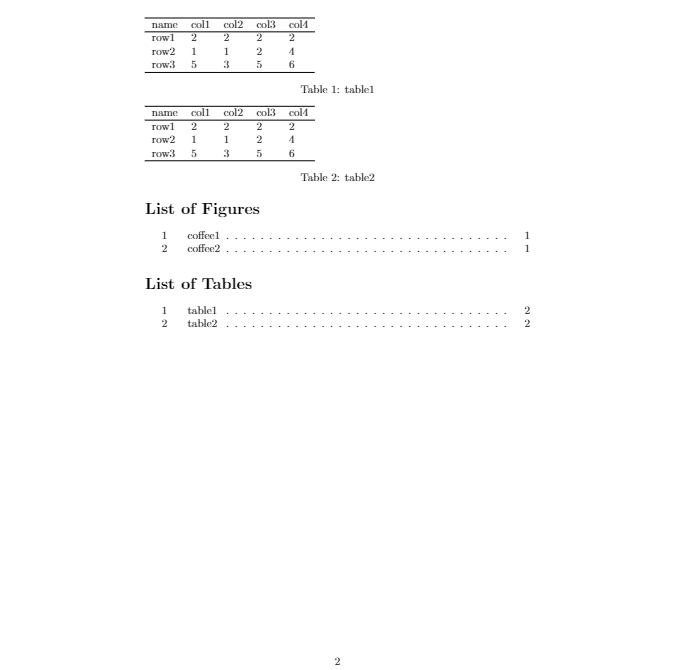 name col1 col2 col3 col4
row1 2 2 2 2
row2 1 1 2 4
row3 5 3 5 6
Table 1: table1
name col1 col2 col3 col4
row1 2 2 2 2
row2 1 1 2 4
row3 5 3 5 6
Table 2: table2
List of Figures
1 coffee1 . . . . . . . . . . . . . . . . . . . . . . . . . . . . . . . . . 1
2 coffee2 . . . . . . . . . . . . . . . . . . . . . . . . . . . . . . . . . 1
List of Tables
1 table1 . . . . . . . . . . . . . . . . . . . . . . . . . . . . . . . . . 2
2 table2 . . . . . . . . . . . . . . . . . . . . . . . . . . . . . . . . . 2
2